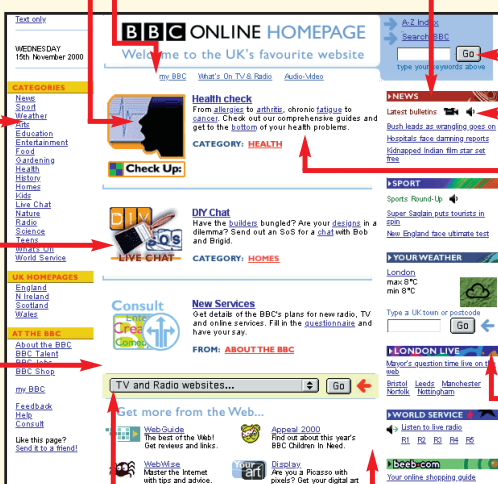 Text only
WEDNESDAY
15th November 2000
BBC ONLINE HOMEPAGE
Welcome to the UK's favourite website
my BBC What's On TV & Radio Audio-Video
A-Z Index
Search BBC
Go
type your keywords above
CATEGORIES
News
Sport
Weather
Arts
Education
Entertainment
Food
Gardening
Health
History
Homes
Kids
Live Chat
Nature
Radio
Science
Teens
What's On
World Service
UK HOMEPAGES
England
N Ireland
Scotland
Wales
AT THE BBC
About the BBC
BBC Talent
BBC Jobs
BBC Shop
my BBC
Feedback
Help
Consult
Like this page?
Send it to a friend!
Check Up:
Health check
From allergies to arthritis, chronic fatigue to
cancer. Check out our comprehensive guides and
get to the bottom of your health problems.
CATEGORY: HEALTH
DIY
SOS
LIVE CHAT
DIY Chat
Have the builders bungled? Are your designs in a
dilemma? Send out an SoS for a chat with Bob
and Brigid.
CATEGORY: HOMES
Consult
New Services
Get details of the BBC's plans for new radio, TV
and online services. Fill in the questionnaire and
have your say.
FROM: ABOUT THE BBC
TV and Radio websites... Go
Get more from the Web...
WebGuide
The best of the Web!
Get reviews and links.
Appeal 2000
Find out about this year's
BBC Children In Need.
WebWise
Master the Internet
with tips and advice.
Your art
Display
Are you a Picasso with
pixels? Get your digital art
NEWS
Latest bulletins
Bush leads as wrangling goes on
Hospitals face damning reports
Kidnapped Indian film star set
free
SPORT
Sports Round-Up
Super Saqlain puts tourists in
spin
New England face ultimate test
YOUR WEATHER
London
max 8°C
min 8°C
Type a UK town or postcode
Go
LONDON LIVE
Mayor's question time live on the
web
Bristol Leeds Manchester
Norfolk Nottingham
WORLD SERVICE
Listen to live radio
R1 R2 R3 R4 R5
beeb.com
Your online shopping guide